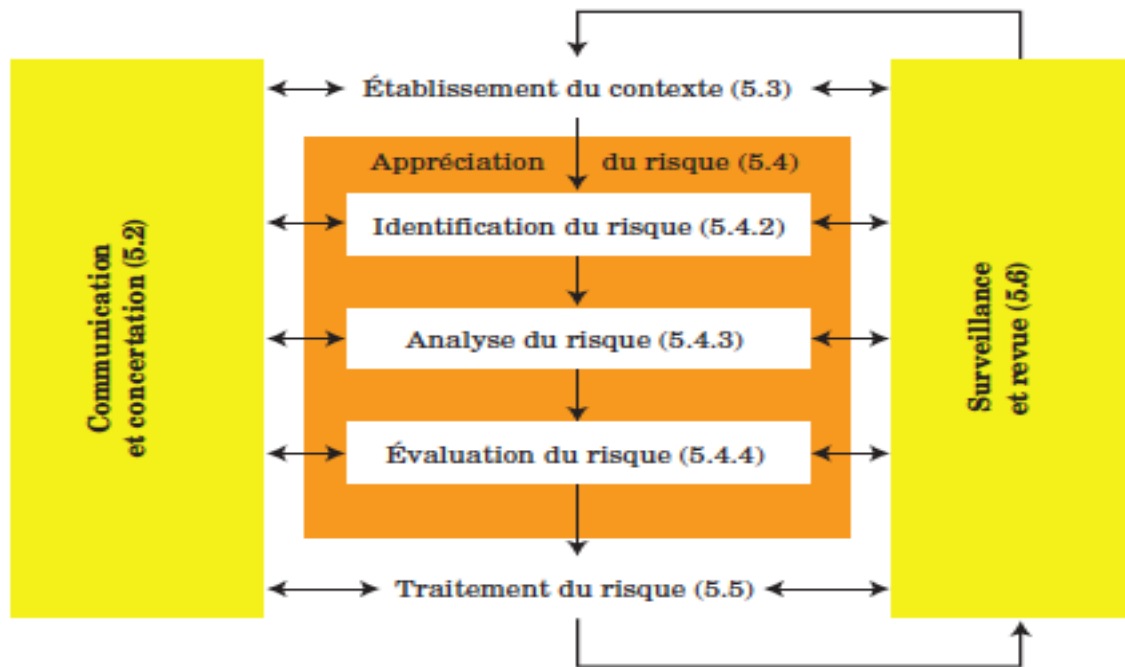 Établissement du contexte (5.3)
Appréciation du risque (5.4)
Identification du risque (5.4.2)
Analyse du risque (5.4.3)
Évaluation du risque (5.4.4)
Traitement du risque (5.5)
Communication
et concertation (5.2)
Surveillance
et revue (5.6)